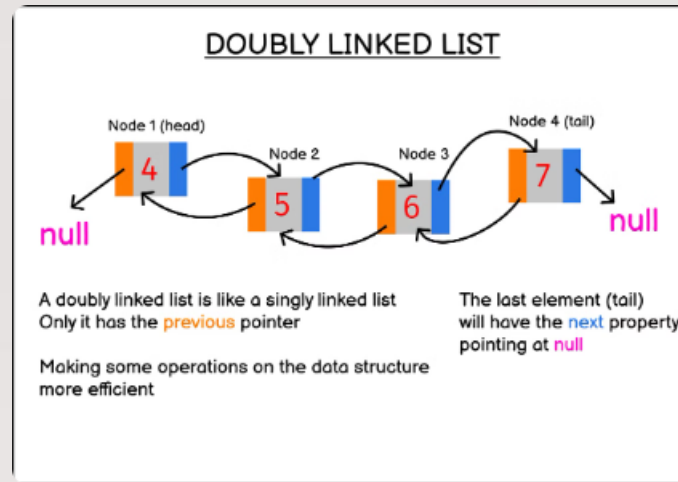 DOUBLY LINKED LIST
Node 1 (head)
Node 2
Node 3
Node 4 (tail)
4
5
6
7
null
null
A doubly linked list is like a singly linked list
Only it has the previous pointer
Making some operations on the data structure
more efficient
The last element (tail)
will have the next property
pointing at null